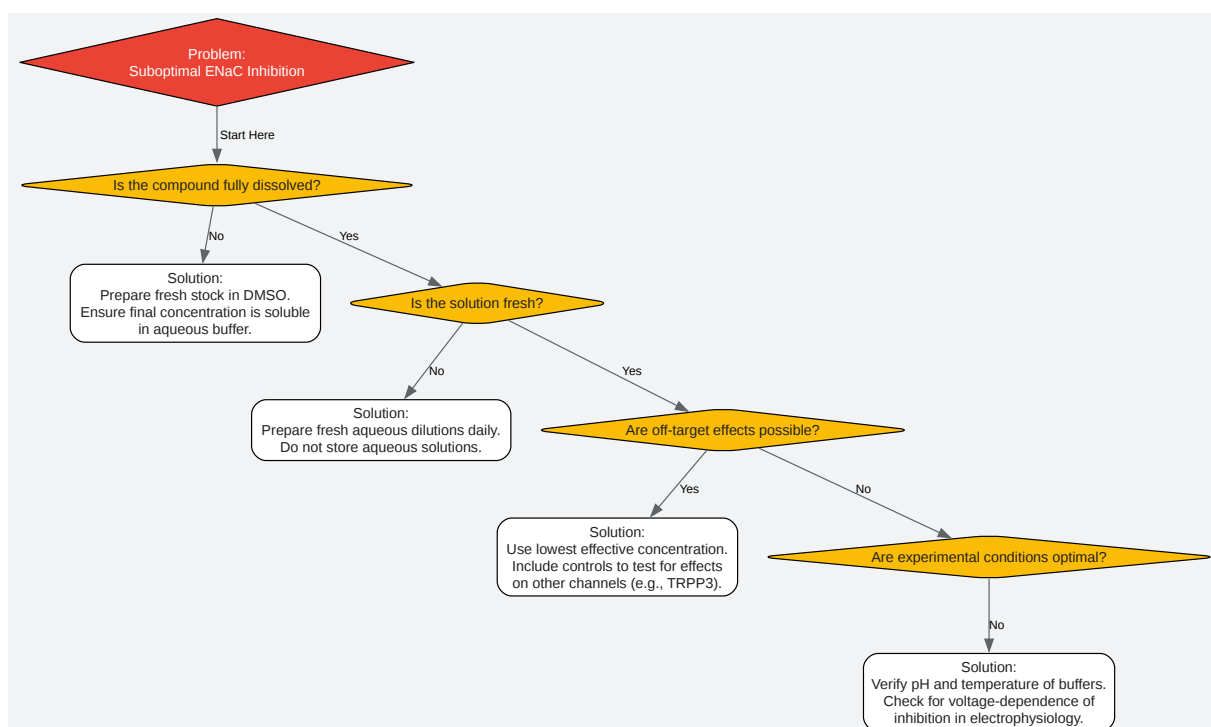 Problem:
Suboptimal ENaC Inhibition
Start Here
Is the compound fully dissolved?
No
Yes
Solution:
Prepare fresh stock in DMSO.
Ensure final concentration is soluble
in aqueous buffer.
Is the solution fresh?
No
Yes
Solution:
Prepare fresh aqueous dilutions daily.
Do not store aqueous solutions.
Are off-target effects possible?
Yes
No
Solution:
Use lowest effective concentration.
Include controls to test for effects
on other channels (e.g., TRPP3).
Are experimental conditions optimal?
No
Solution:
Verify pH and temperature of buffers.
Check for voltage-dependence of
inhibition in electrophysiology.